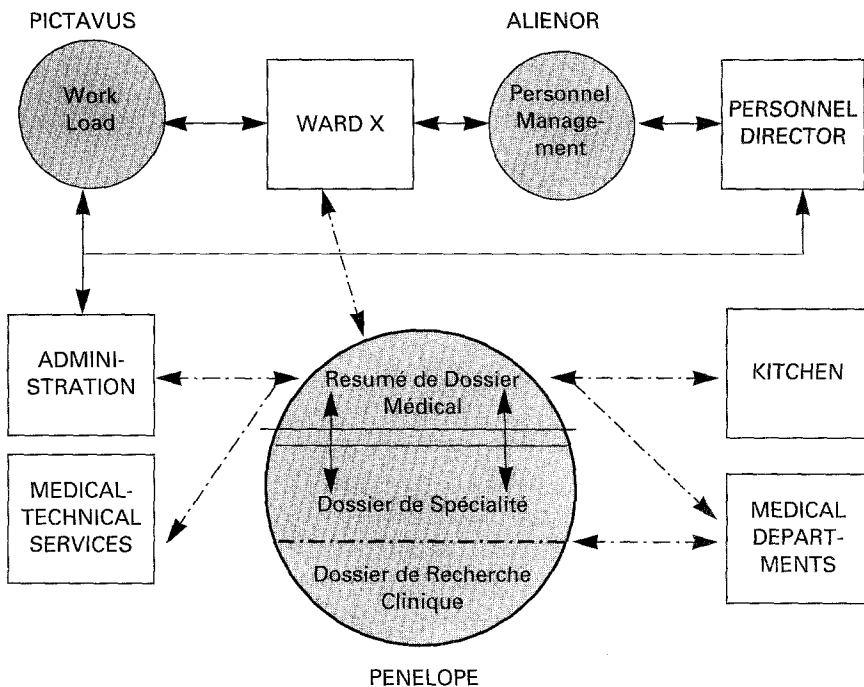 PICTAVUS
ALIENOR
Work
Load
WARD X
Personnel
Manage-
ment
PERSONNEL
DIRECTOR
ADMINI-
STRATION
Resumé de Dossier
Médical
KITCHEN
MEDICAL-
TECHNICAL
SERVICES
Dossier de Spécialité
MEDICAL
DEPART-
MENTS
Dossier de Recherche
Clinique
PENELOPE